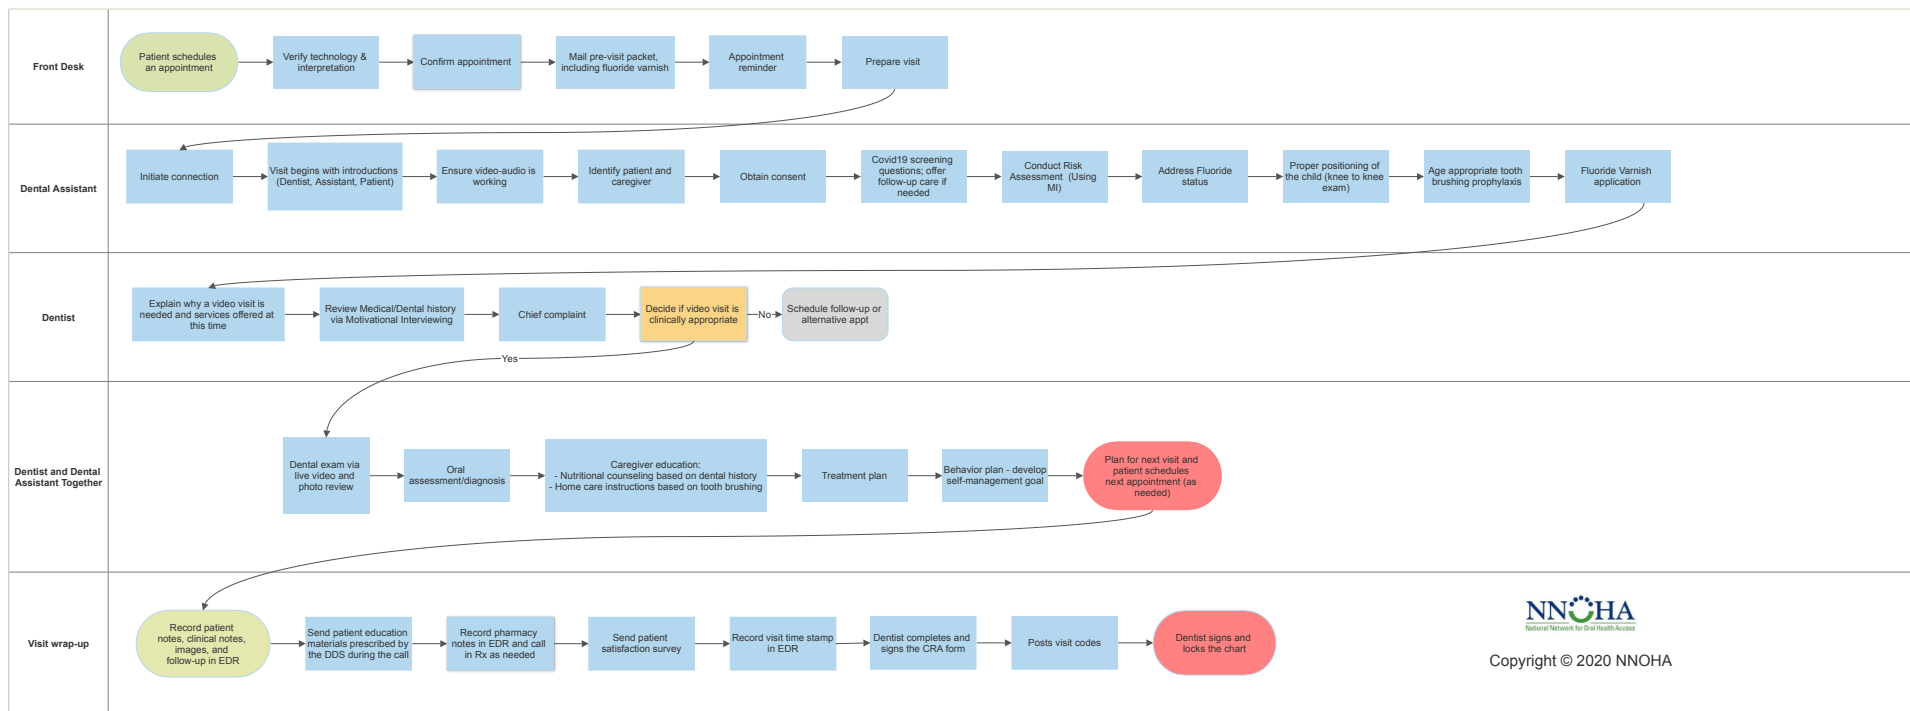 Front Desk
Patient schedules
an appointment
Verify technology &
interpretation
Confirm appointment
Mail pre-visit packet,
including fluoride varnish
Appointment
reminder
Prepare visit
Dental Assistant
Initiate connection
Visit begins with introductions
(Dentist, Assistant, Patient)
Ensure video-audio is
working
Identify patient and
caregiver
Obtain consent
Covid19 screening
questions; offer
follow-up care if
needed
Conduct Risk
Assessment (Using
MI)
Address Fluoride
status
Proper positioning of
the child (knee to knee
exam)
Age appropriate tooth
brushing prophylaxis
Fluoride Varnish
application
Dentist
Explain why a video visit is
needed and services offered at
this time
Review Medical/Dental history
via Motivational Interviewing
Chief complaint
Decide if video visit is
clinically appropriate
No
Schedule follow-up or
alternative appt
Yes
Dentist and Dental
Assistant Together
Dental exam via
live video and
photo review
Oral
assessment/diagnosis
Caregiver education:
- Nutritional counseling based on dental history
- Home care instructions based on tooth brushing
Treatment plan
Behavior plan - develop
self-management goal
Plan for next visit and
patient schedules
next appointment (as
needed)
Visit wrap-up
Record patient
notes, clinical notes,
images, and
follow-up in EDR
Send patient education
materials prescribed by
the DDS during the call
Record pharmacy
notes in EDR and call
in Rx as needed
Send patient
satisfaction survey
Record visit time stamp
in EDR
Dentist completes and
signs the CRA form
Posts visit codes
Dentist signs and
locks the chart
NNOHA
National Network for Oral Health Access
Copyright © 2020 NNOHA